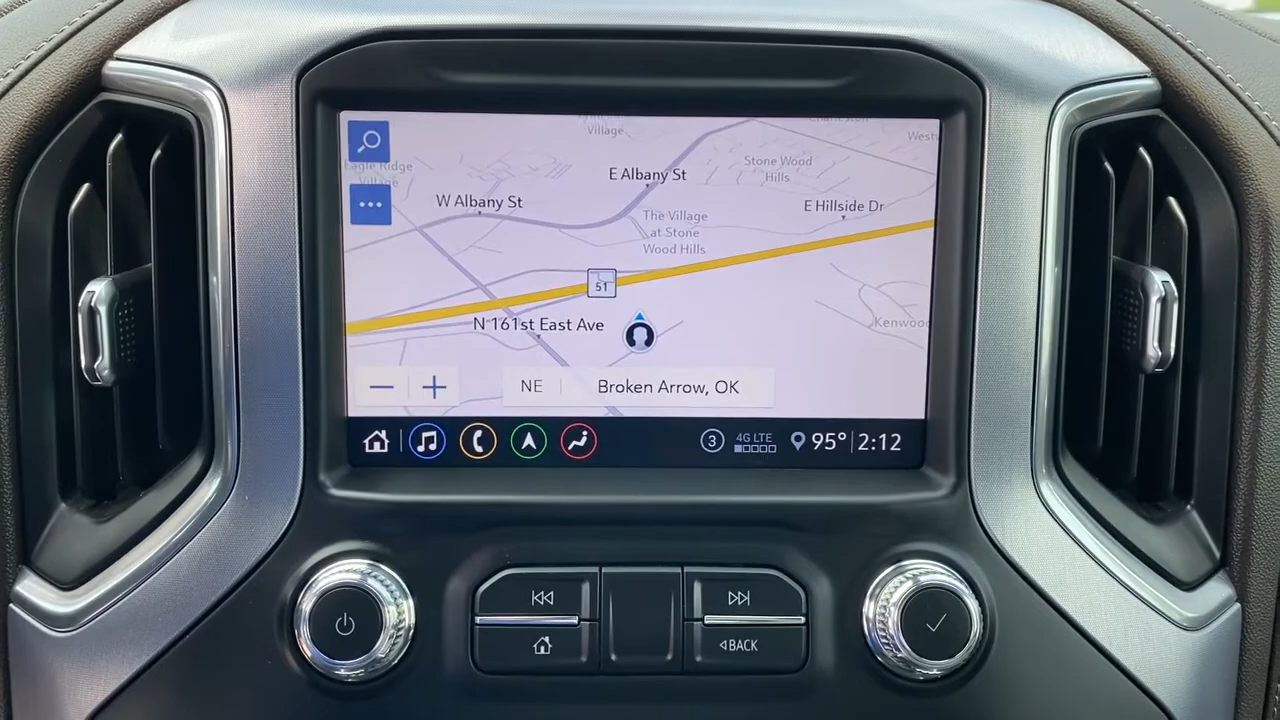 Village
Charleston
Eagle Ridge
Village
E Albany St
Stone Wood
Hills
W Albany St
E Hillside Dr
The Village
at Stone
Wood Hills
L
51
N 161st East Ave
Kenwood
NE
Broken Arrow, OK
3
4G LTE
95°
2:12
BACK